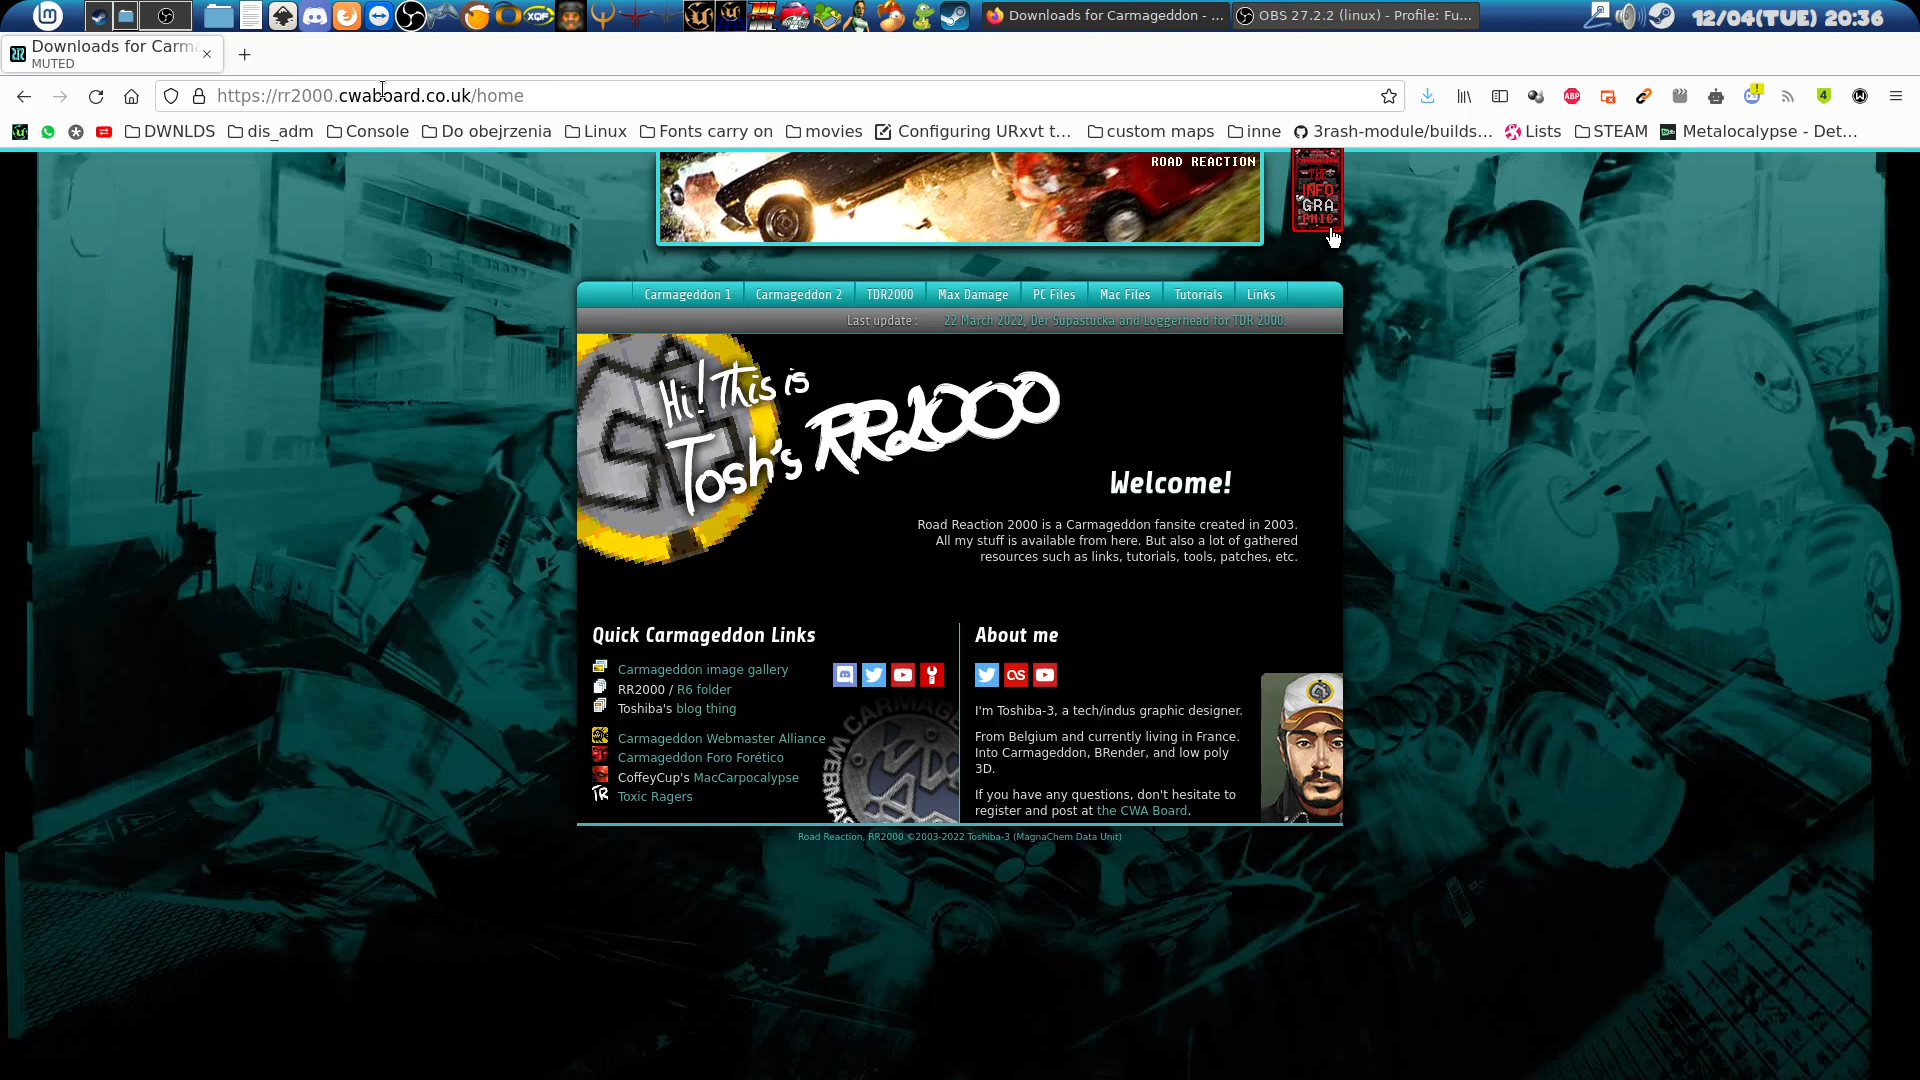 Downloads for Carmageddon - ...
OBS 27.2.2 (linux) - Profile: Fu...
12/04(TUE) 20:36
Downloads for Carma
MUTED
https://rr2000.cwaboard.co.uk/home
DWNLDS
dis_adm
Console
Do obejrzenia
Linux
Fonts carry on
movies
Configuring URxvt t...
custom maps
inne
3rash-module/builds...
Lists
STEAM
Metalocalypse - Det...
ROAD REACTION
THE
INFO
GRA
PHIC
Carmageddon 1
Carmageddon 2
TDR2000
Max Damage
PC Files
Mac Files
Tutorials
Links
Last update :
22 March 2022, Der Supastucka and Loggerhead for TDR 2000.
Hi! This is
Tosh's RR2000
Welcome!
Road Reaction 2000 is a Carmageddon fansite created in 2003.
All my stuff is available from here. But also a lot of gathered
resources such as links, tutorials, tools, patches, etc.
Quick Carmageddon Links
Carmageddon image gallery
RR2000 / R6 folder
Toshiba's blog thing
Carmageddon Webmaster Alliance
Carmageddon Foro Forético
CoffeyCup's MacCarpocalypse
Toxic Ragers
About me
I'm Toshiba-3, a tech/indus graphic designer.
From Belgium and currently living in France.
Into Carmageddon, BRender, and low poly
3D.
If you have any questions, don't hesitate to
register and post at the CWA Board.
Road Reaction, RR2000 ©2003-2022 Toshiba-3 (MagnaChem Data Unit)